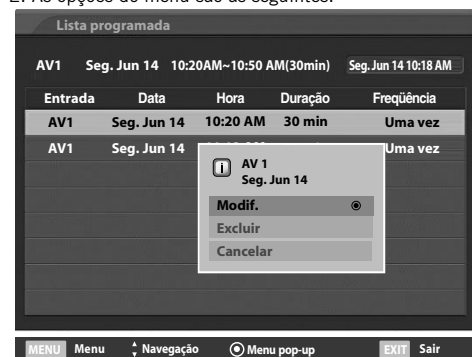 2. As opções do menu são as seguintes:
Lista programada
AV1 Seg. Jun 14 10:20AM~10:50 AM(30min) Seg. Jun 14 10:18 AM
Entrada Data Hora Duração Freqüência
AV1 Seg. Jun 14 10:20 AM 30 min Uma vez
AV1 Seg. Jun 14 Uma vez
AV 1
Seg. Jun 14
Modif.
Excluir
Cancelar
MENU Menu Navegação Menu pop-up EXIT Sair